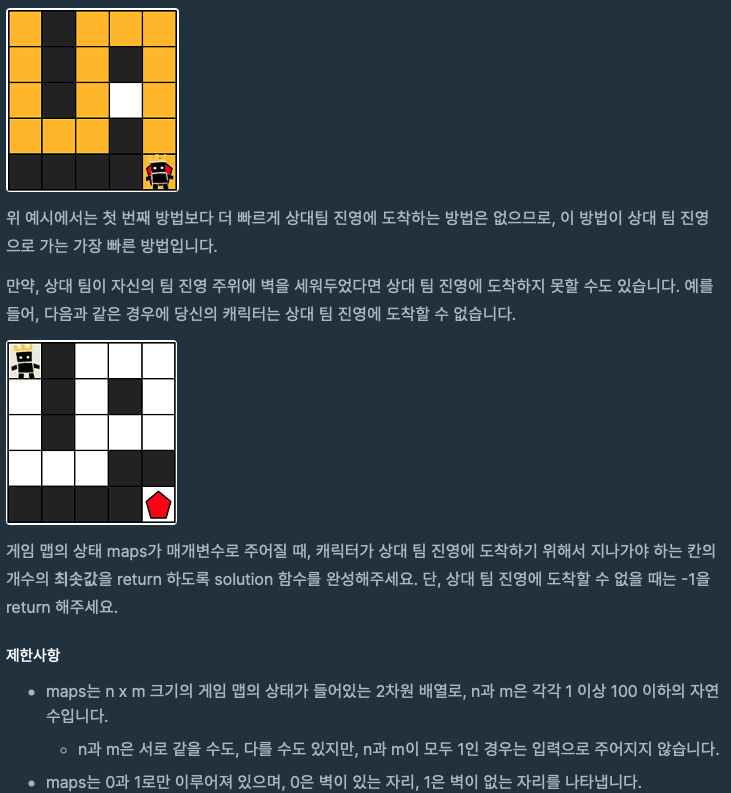 위 예시에서는 첫 번째 방법보다 더 빠르게 상대팀 진영에 도착하는 방법은 없으므로, 이 방법이 상대 팀 진영
으로 가는 가장 빠른 방법입니다.
만약, 상대 팀이 자신의 팀 진영 주위에 벽을 세워두었다면 상대 팀 진영에 도착하지 못할 수도 있습니다. 예를
들어, 다음과 같은 경우에 당신의 캐릭터는 상대 팀 진영에 도착할 수 없습니다.
게임 맵의 상태 maps가 매개변수로 주어질 때, 캐릭터가 상대 팀 진영에 도착하기 위해서 지나가야 하는 칸의
개수의 최솟값을 return 하도록 solution 함수를 완성해주세요. 단, 상대 팀 진영에 도착할 수 없을 때는 -1을
return 해주세요.
제한사항
• maps는 n x m 크기의 게임 맵의 상태가 들어있는 2차원 배열로, n과 m은 각각 1 이상 100 이하의 자연
수입니다.
◦ n과 m은 서로 같을 수도, 다를 수도 있지만, n과 m이 모두 1인 경우는 입력으로 주어지지 않습니다.
• maps는 0과 1로만 이루어져 있으며, 0은 벽이 있는 자리, 1은 벽이 없는 자리를 나타냅니다.